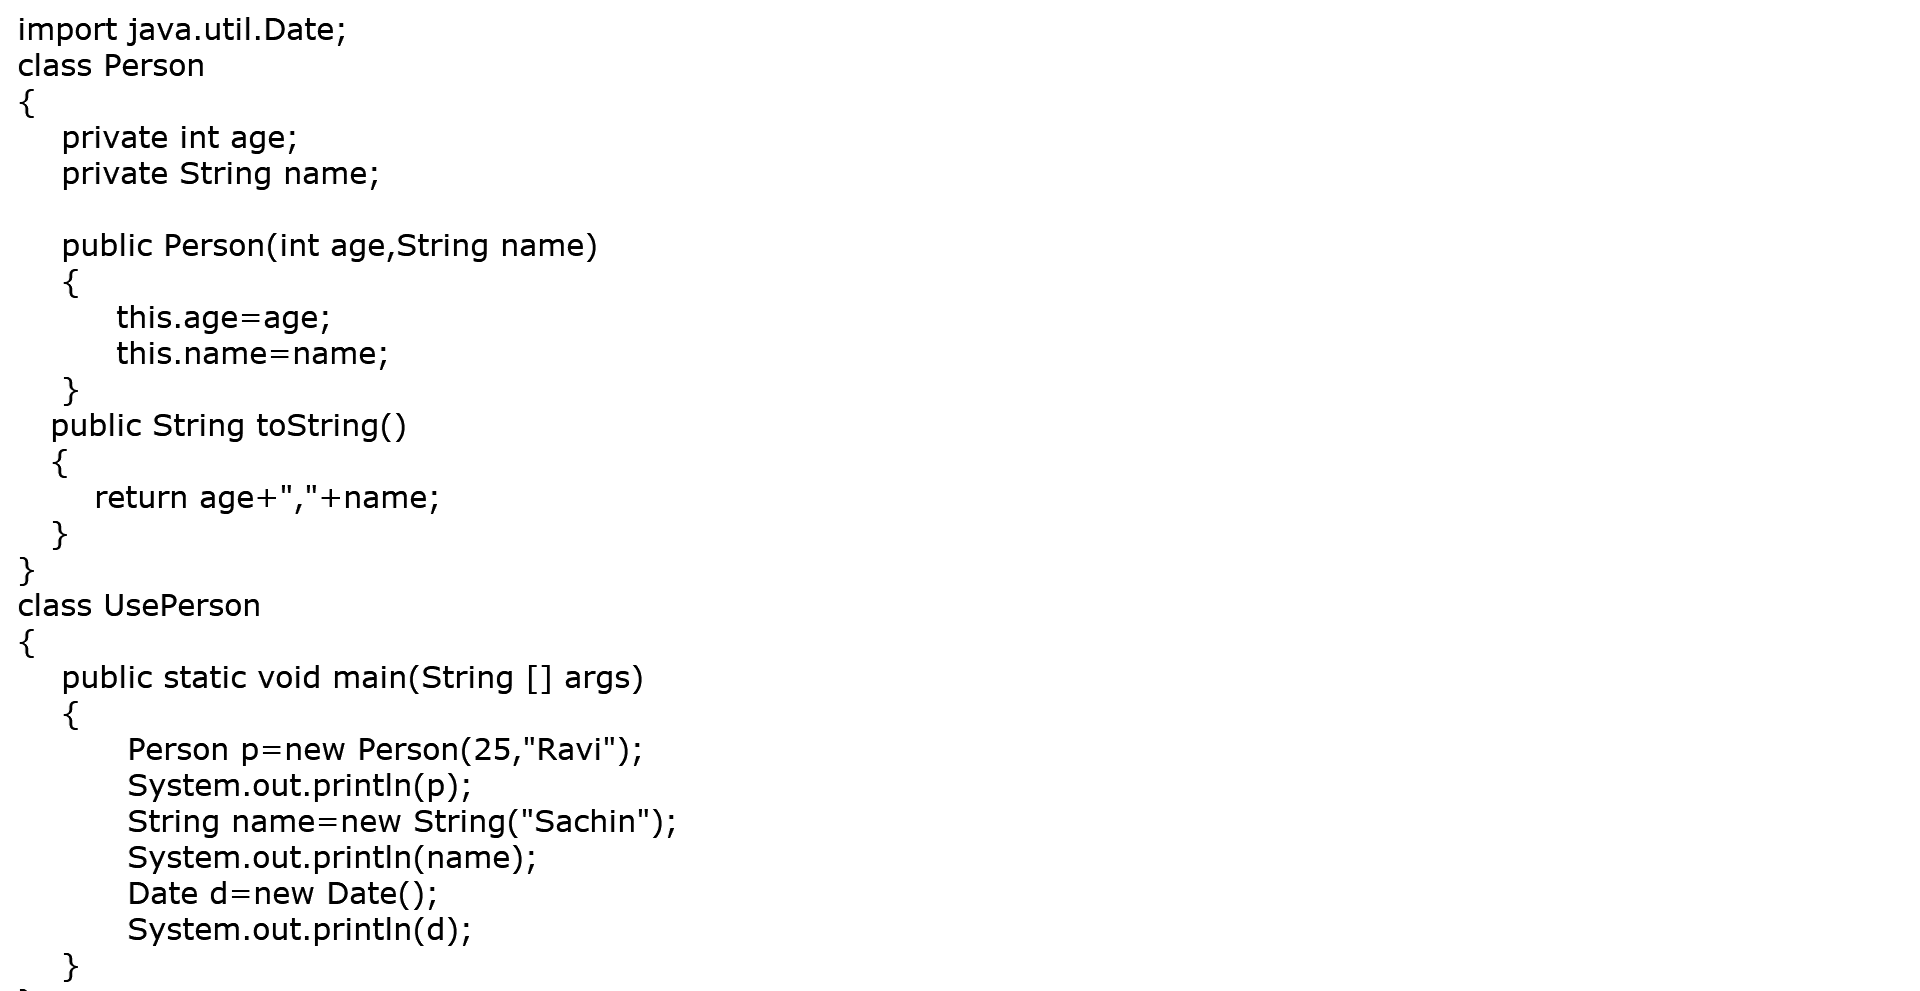 import java.util.Date;
class Person
{
    private int age;
    private String name;

    public Person(int age,String name)
    {
         this.age=age;
         this.name=name;
    }
   public String toString()
   {
       return age+","+name;
   }
}
class UsePerson
{
    public static void main(String [] args)
    {
          Person p=new Person(25,"Ravi");
          System.out.println(p);
          String name=new String("Sachin");
          System.out.println(name);
          Date d=new Date();
          System.out.println(d);
    }